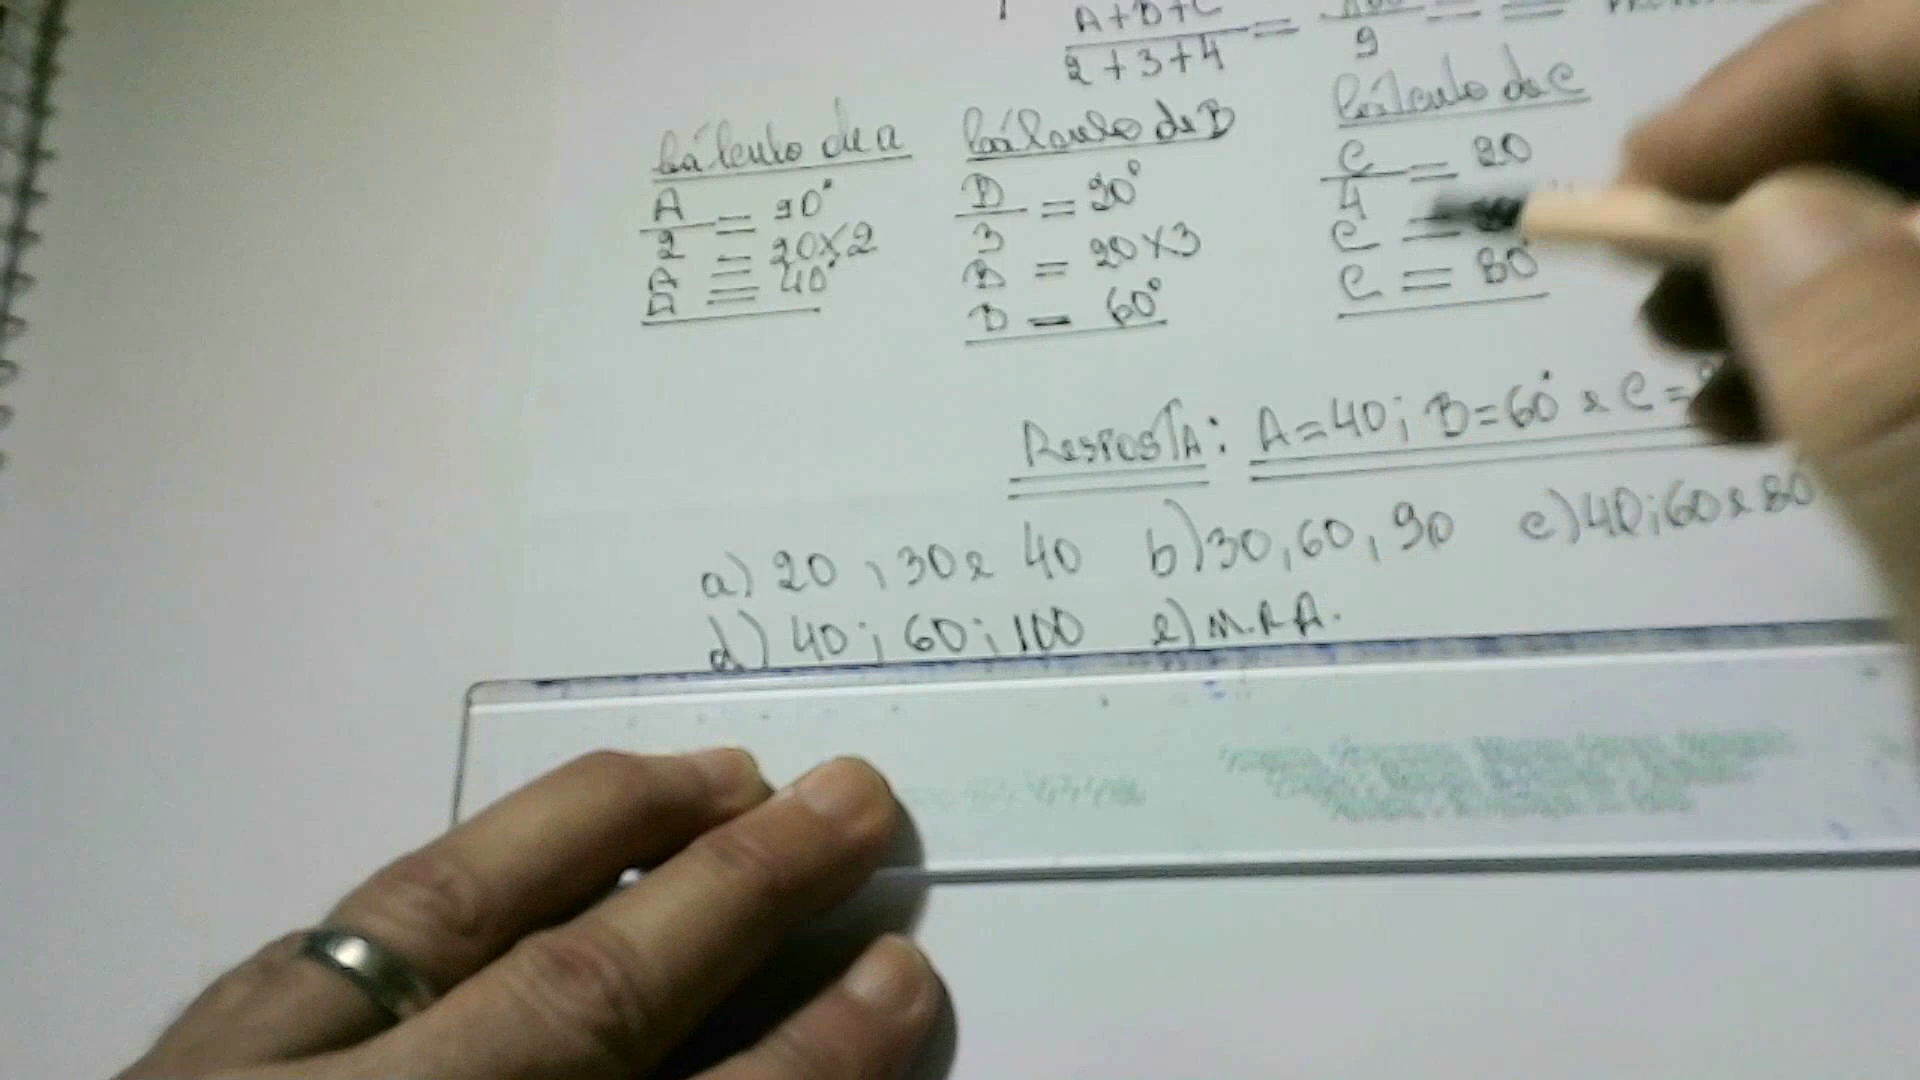 A+B+C = 180 =
2+3+4 9
Cálculo de a
A = 20°
2
= 20x2
A = 40°
Cálculo de B
B = 20°
3
B = 20x3
B = 60°
Cálculo de C
C = 20
4
C =
C = 80°
Resposta: A=40; B=60° e C=
a) 20, 30 e 40 b) 30, 60, 90 c) 40; 60 e 80
d) 40; 60; 100 e) N.R.A.